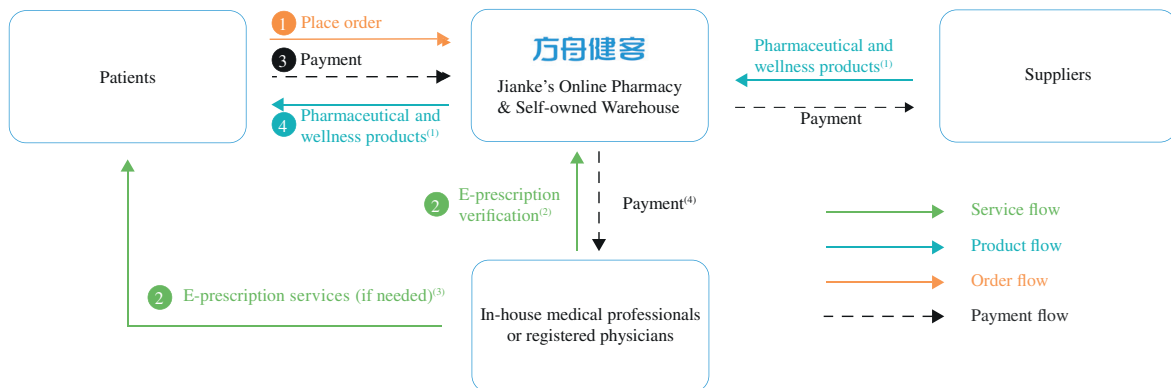 1 Place order
方舟健客
3 Payment
Pharmaceutical and
wellness products(1)
Patients
Jianke's Online Pharmacy
& Self-owned Warehouse
Suppliers
4 Pharmaceutical and
wellness products(1)
Payment
2 E-prescription
verification(2)
Payment(4)
Service flow
Product flow
Order flow
Payment flow
2 E-prescription services (if needed)(3)
In-house medical professionals
or registered physicians